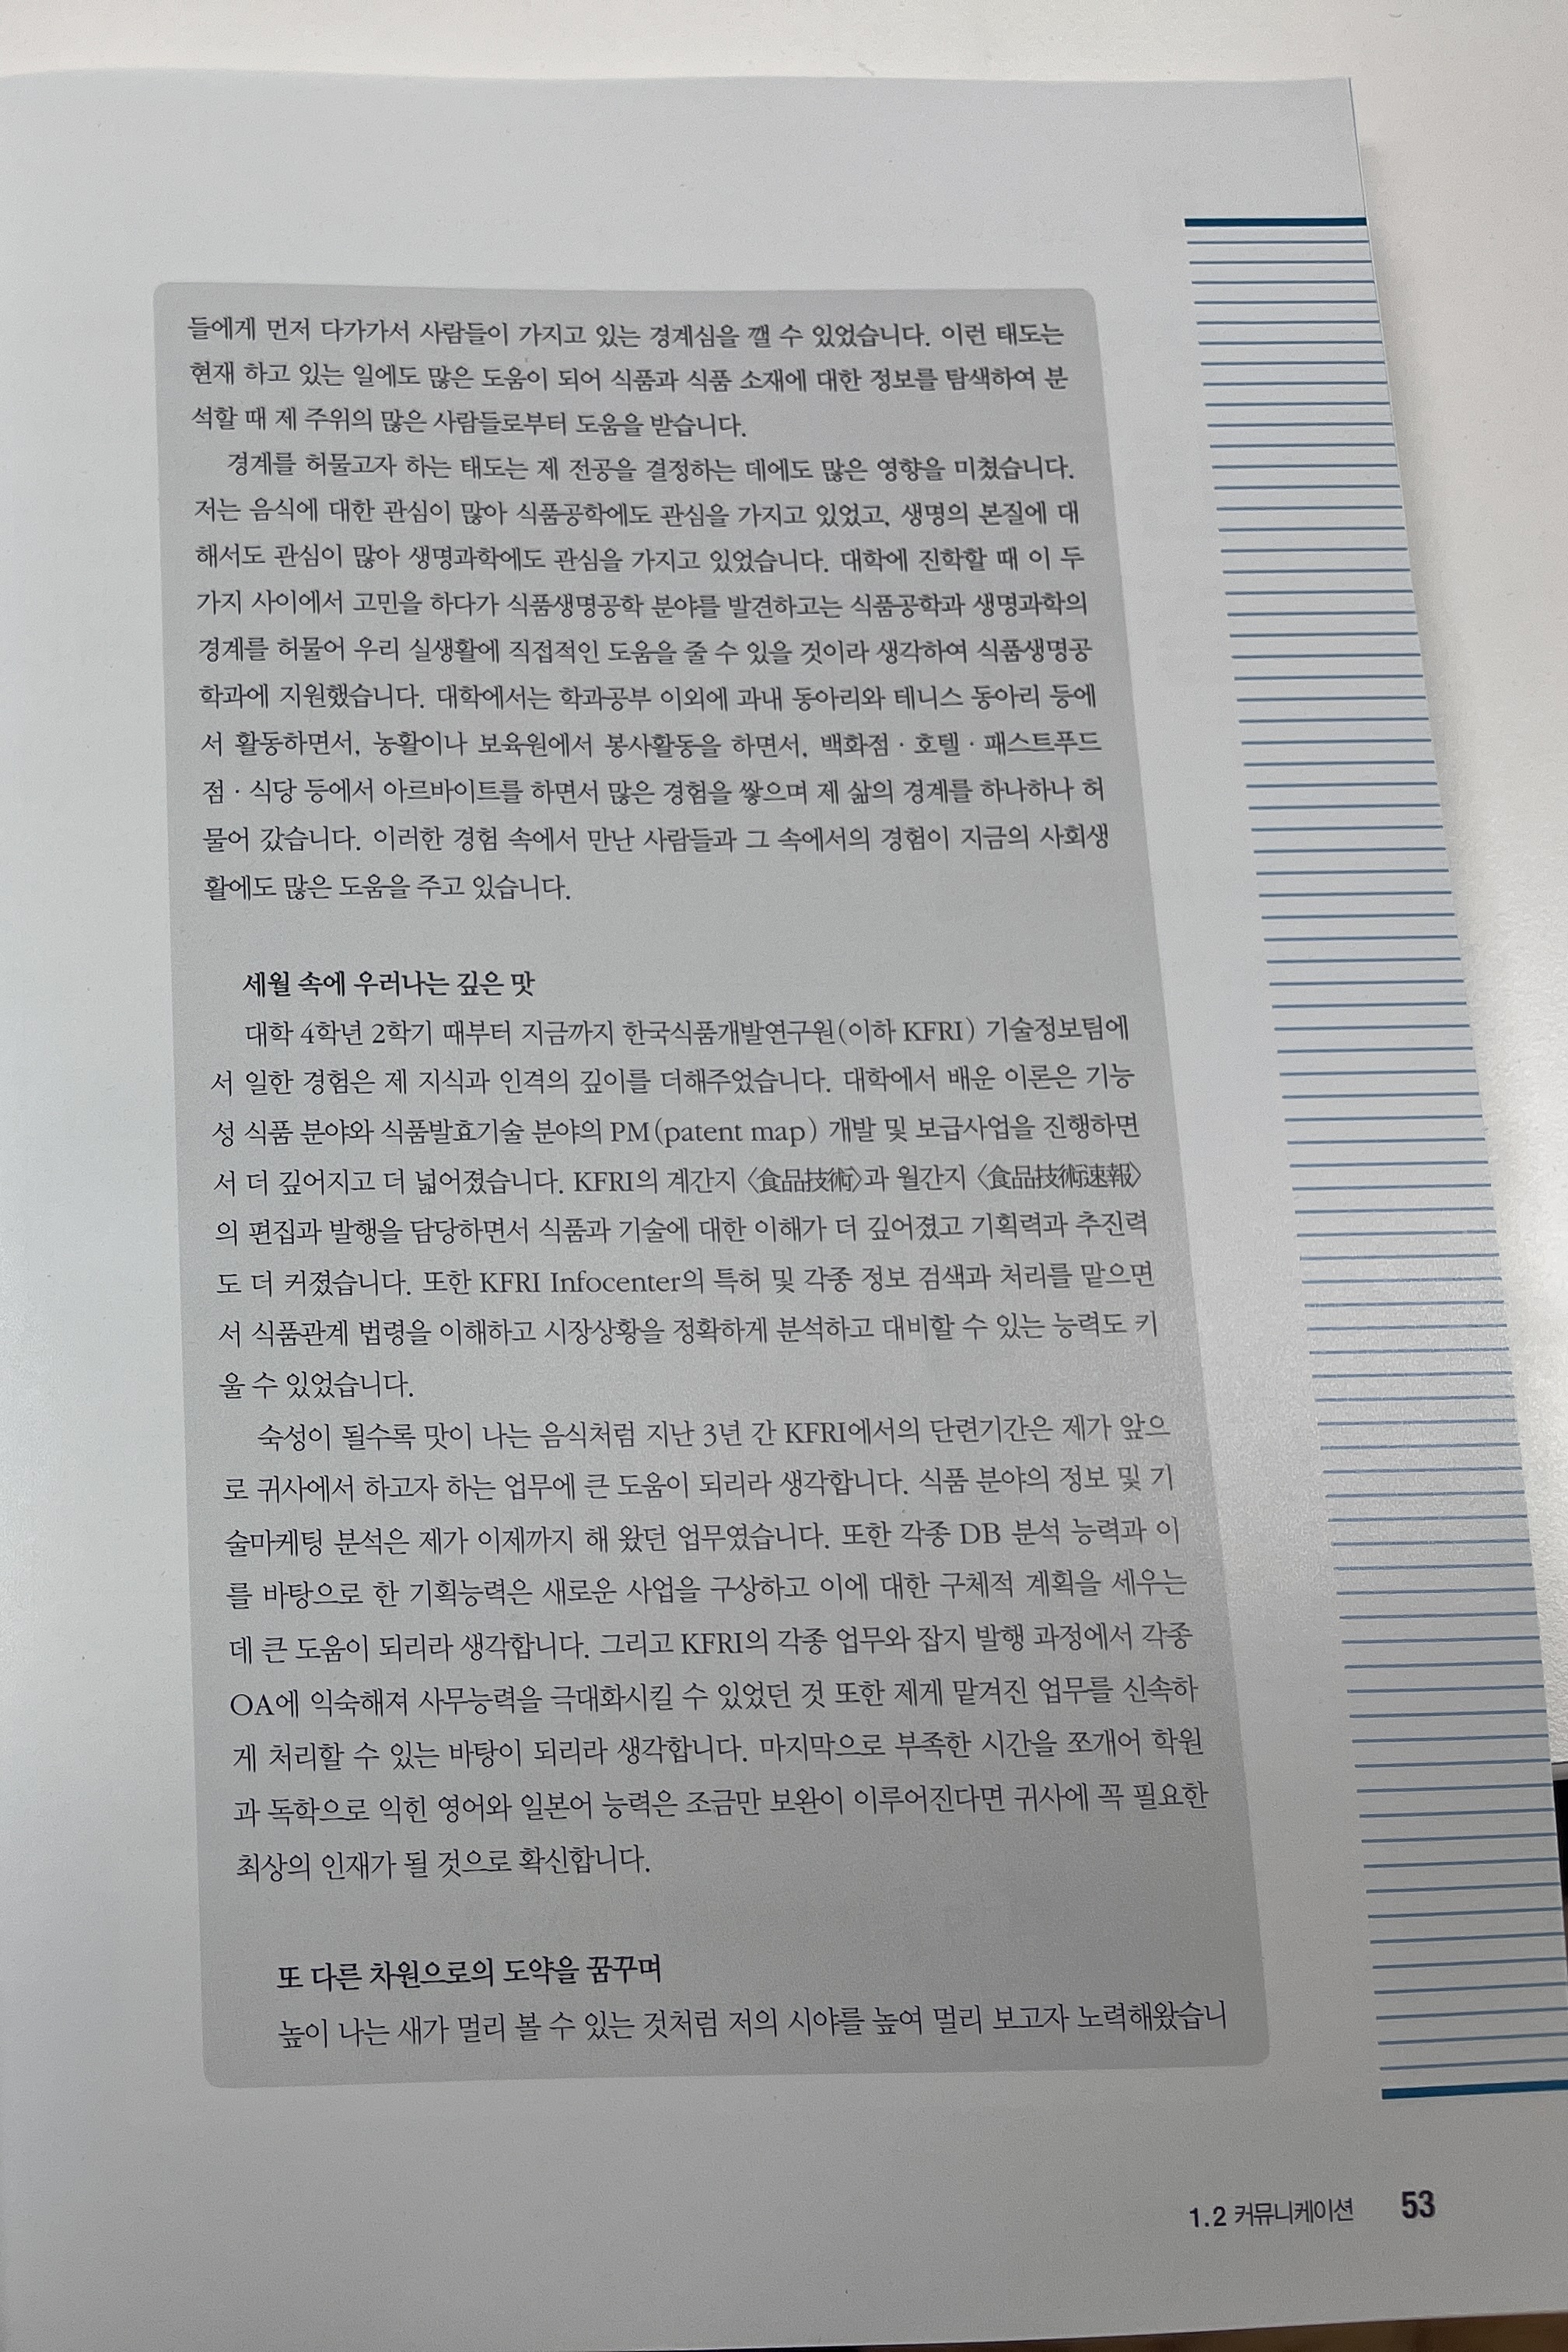 들에게 먼저 다가가서 사람들이 가지고 있는 경계심을 깰 수 있었습니다. 이런 태도는
현재 하고 있는 일에도 많은 도움이 되어 식품과 식품 소재에 대한 정보를 탐색하여 분
석할 때 제 주위의 많은 사람들로부터 도움을 받습니다.
경계를 허물고자 하는 태도는 제 전공을 결정하는 데에도 많은 영향을 미쳤습니다.
저는 음식에 대한 관심이 많아 식품공학에도 관심을 가지고 있었고, 생명의 본질에 대
해서도 관심이 많아 생명과학에도 관심을 가지고 있었습니다. 대학에 진학할 때 이 두
가지 사이에서 고민을 하다가 식품생명공학 분야를 발견하고는 식품공학과 생명과학의
경계를 허물어 우리 실생활에 직접적인 도움을 줄 수 있을 것이라 생각하여 식품생명공
학과에 지원했습니다. 대학에서는 학과공부 이외에 과내 동아리와 테니스 동아리 등에
서 활동하면서, 농활이나 보육원에서 봉사활동을 하면서, 백화점 · 호텔 · 패스트푸드
점 · 식당 등에서 아르바이트를 하면서 많은 경험을 쌓으며 제 삶의 경계를 하나하나 허
물어 갔습니다. 이러한 경험 속에서 만난 사람들과 그 속에서의 경험이 지금의 사회생
활에도 많은 도움을 주고 있습니다.
세월 속에 우러나는 깊은 맛
대학 4학년 2학기 때부터 지금까지 한국식품개발연구원(이하 KFRI) 기술정보팀에
서 일한 경험은 제 지식과 인격의 깊이를 더해주었습니다. 대학에서 배운 이론은 기능
성 식품 분야와 식품발효기술 분야의 PM(patent map) 개발 및 보급사업을 진행하면
서 더 깊어지고 더 넓어졌습니다. KFRI의 계간지 〈食品技術〉과 월간지 〈食品技術速報〉
의 편집과 발행을 담당하면서 식품과 기술에 대한 이해가 더 깊어졌고 기획력과 추진력
도 더 커졌습니다. 또한 KFRI Infocenter의 특허 및 각종 정보 검색과 처리를 맡으면
서 식품관계 법령을 이해하고 시장상황을 정확하게 분석하고 대비할 수 있는 능력도 키
울 수 있었습니다.
숙성이 될수록 맛이 나는 음식처럼 지난 3년 간 KFRI에서의 단련기간은 제가 앞으
로 귀사에서 하고자 하는 업무에 큰 도움이 되리라 생각합니다. 식품 분야의 정보 및 기
술마케팅 분석은 제가 이제까지 해 왔던 업무였습니다. 또한 각종 DB 분석 능력과 이
를 바탕으로 한 기획능력은 새로운 사업을 구상하고 이에 대한 구체적 계획을 세우는
데 큰 도움이 되리라 생각합니다. 그리고 KFRI의 각종 업무와 잡지 발행 과정에서 각종
OA에 익숙해져 사무능력을 극대화시킬 수 있었던 것 또한 제게 맡겨진 업무를 신속하
게 처리할 수 있는 바탕이 되리라 생각합니다. 마지막으로 부족한 시간을 쪼개어 학원
과 독학으로 익힌 영어와 일본어 능력은 조금만 보완이 이루어진다면 귀사에 꼭 필요한
최상의 인재가 될 것으로 확신합니다.
또 다른 차원으로의 도약을 꿈꾸며
높이 나는 새가 멀리 볼 수 있는 것처럼 저의 시야를 높여 멀리 보고자 노력해왔습니
1.2 커뮤니케이션 53